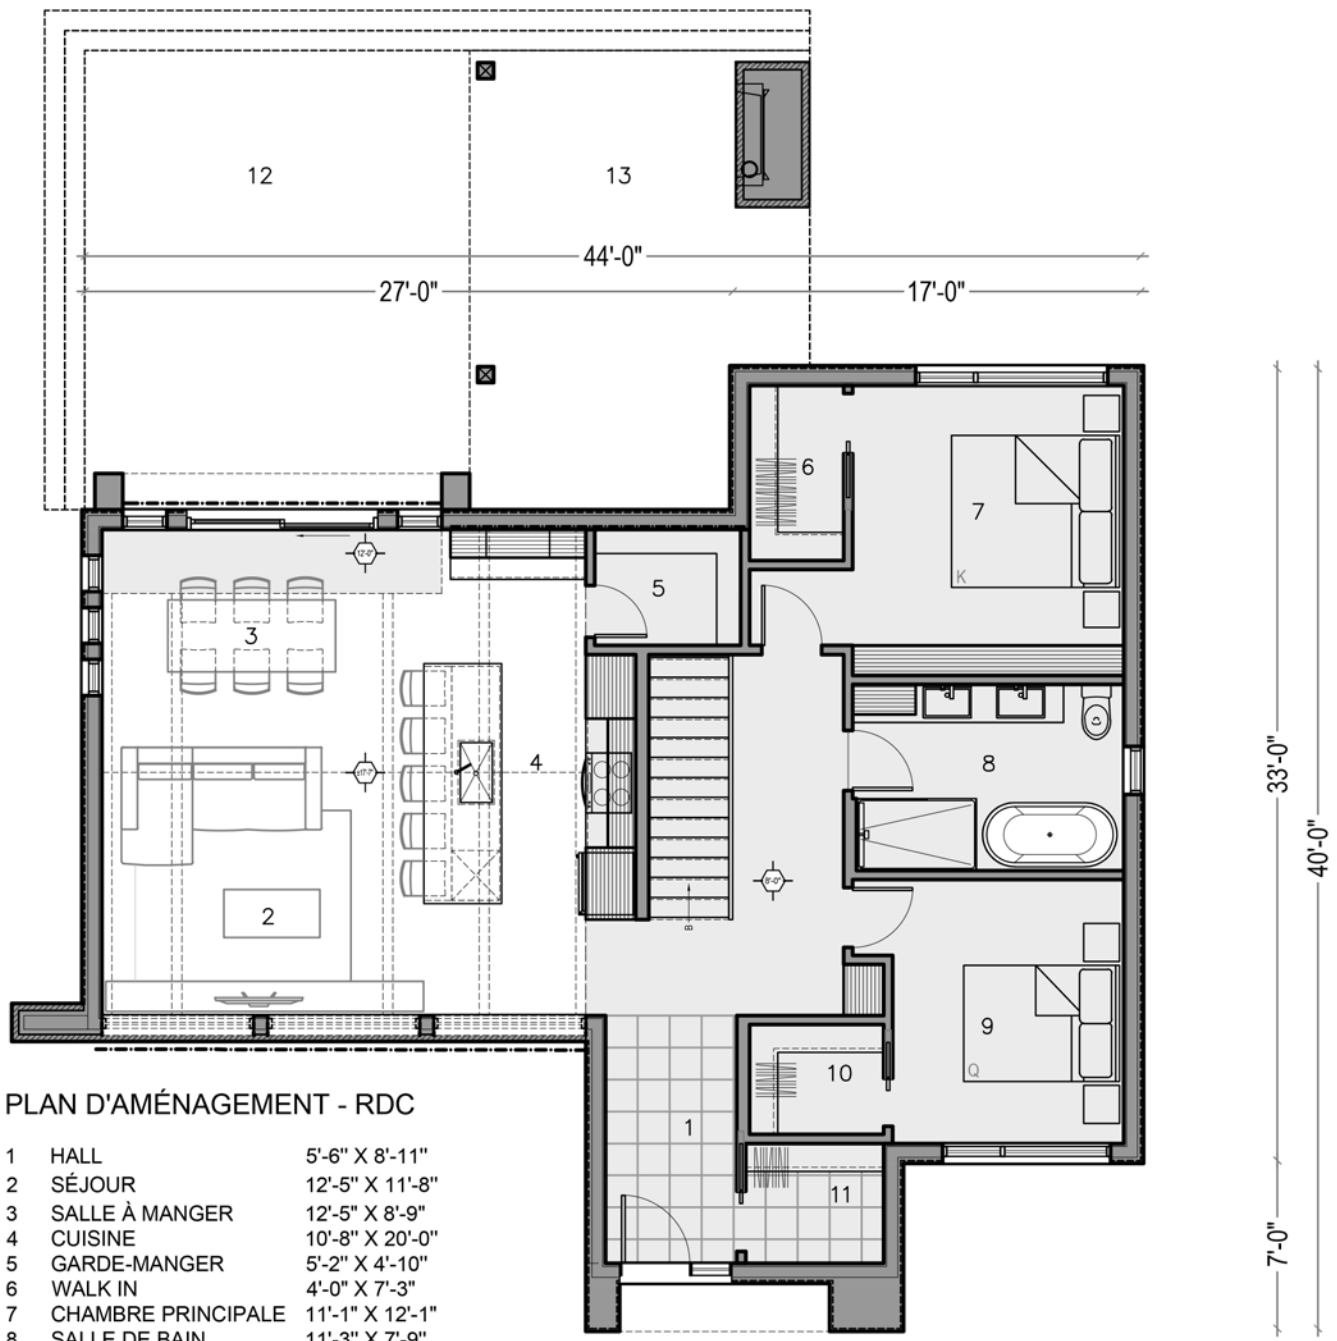 12
13
44'-0"
27'-0"
17'-0"
6
7
K
12'-0"
5
3
4
8
33'-0"
40'-0"
8'-0"
2
B
9
Q
10
1
11
7'-0"
PLAN D'AMÉNAGEMENT - RDC
1 HALL 5'-6" X 8'-11"
2 SÉJOUR 12'-5" X 11'-8"
3 SALLE À MANGER 12'-5" X 8'-9"
4 CUISINE 10'-8" X 20'-0"
5 GARDE-MANGER 5'-2" X 4'-10"
6 WALK IN 4'-0" X 7'-3"
7 CHAMBRE PRINCIPALE 11'-1" X 12'-1"
8 SALLE DE BAIN 11'-3" X 7'-9"